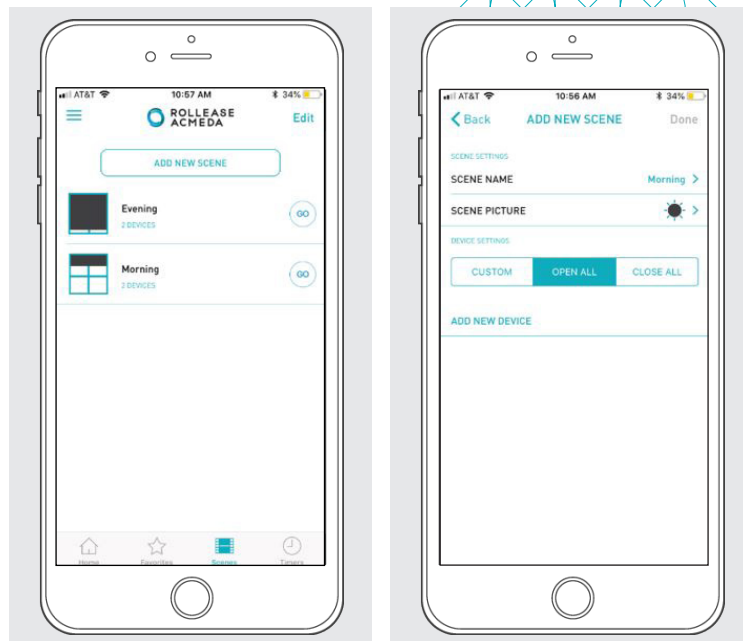 AT&T 10:57 AM 34%
ROLLEASE
ACMEDA
Edit
ADD NEW SCENE
Evening
2 DEVICES
GO
Morning
2 DEVICES
GO
Home Favorites Scenes Timers
AT&T 10:56 AM 34%
Back ADD NEW SCENE Done
SCENE SETTINGS
SCENE NAME Morning
SCENE PICTURE
DEVICE SETTINGS
CUSTOM OPEN ALL CLOSE ALL
ADD NEW DEVICE